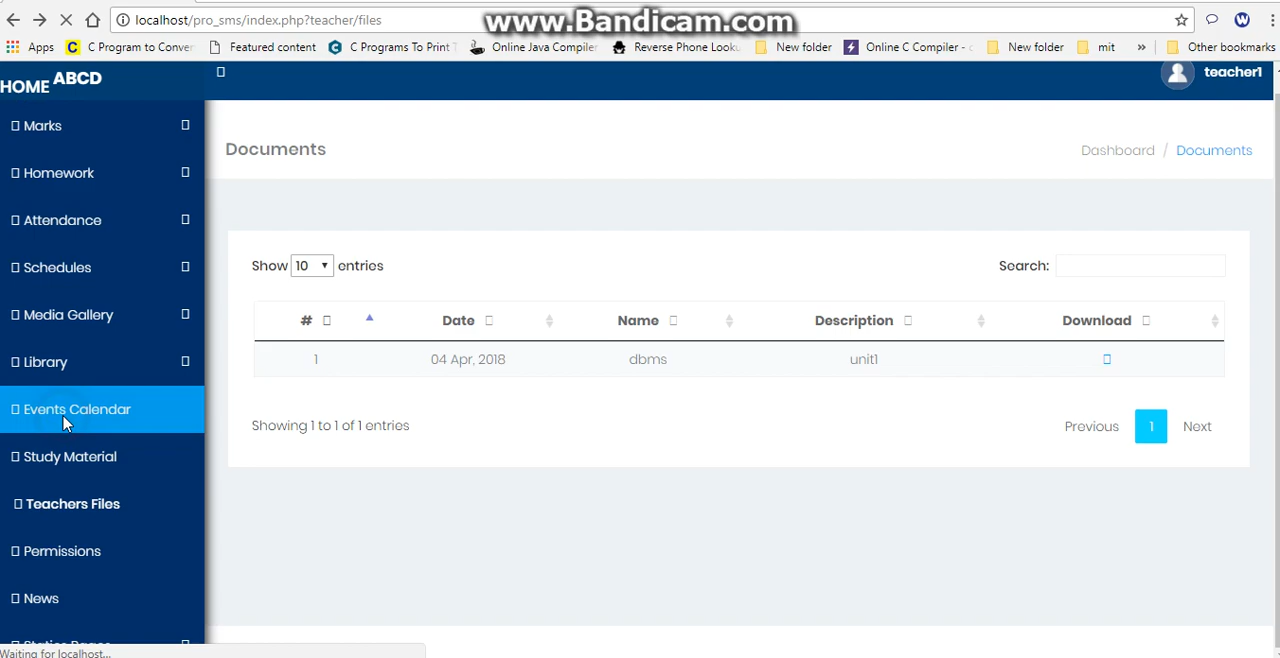 localhost/pro_sms/index.php?teacher/files
www.Bandicam.com
Apps C Program to Conver Featured content C Programs To Print Online Java Compiler Reverse Phone Looku New folder Online C Compiler - New folder mit » Other bookmarks
HOME ABCD
teacher1
Marks
Homework
Attendance
Schedules
Media Gallery
Library
Events Calendar
Study Material
Teachers Files
Permissions
News
Documents
Dashboard / Documents
Show 10 entries
Search:
# Date Name Description Download
1 04 Apr, 2018 dbms unit1
Showing 1 to 1 of 1 entries
Previous 1 Next
Waiting for localhost...